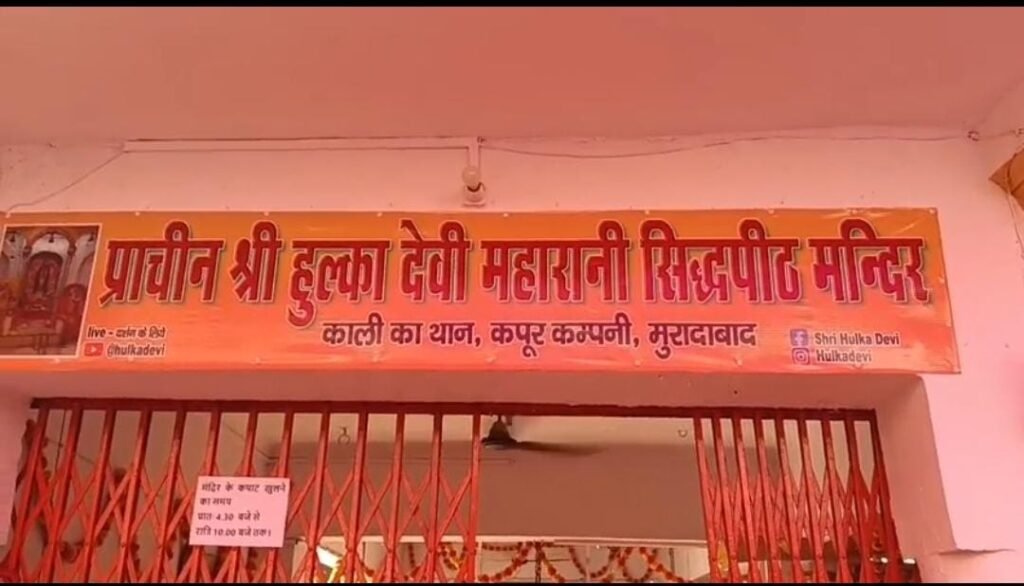 प्राचीन श्री हुल्का देवी महारानी सिद्धपीठ मन्दिर
काली का थान, कपूर कम्पनी, मुरादाबाद
live - दर्शन के लिये
@hulkadevi
Shri Hulka Devi
Hulkadevi
मंदिर के कपाट खुलने
का समय
प्रातः 4.30 बजे से
रात्रि 10.00 बजे तक।